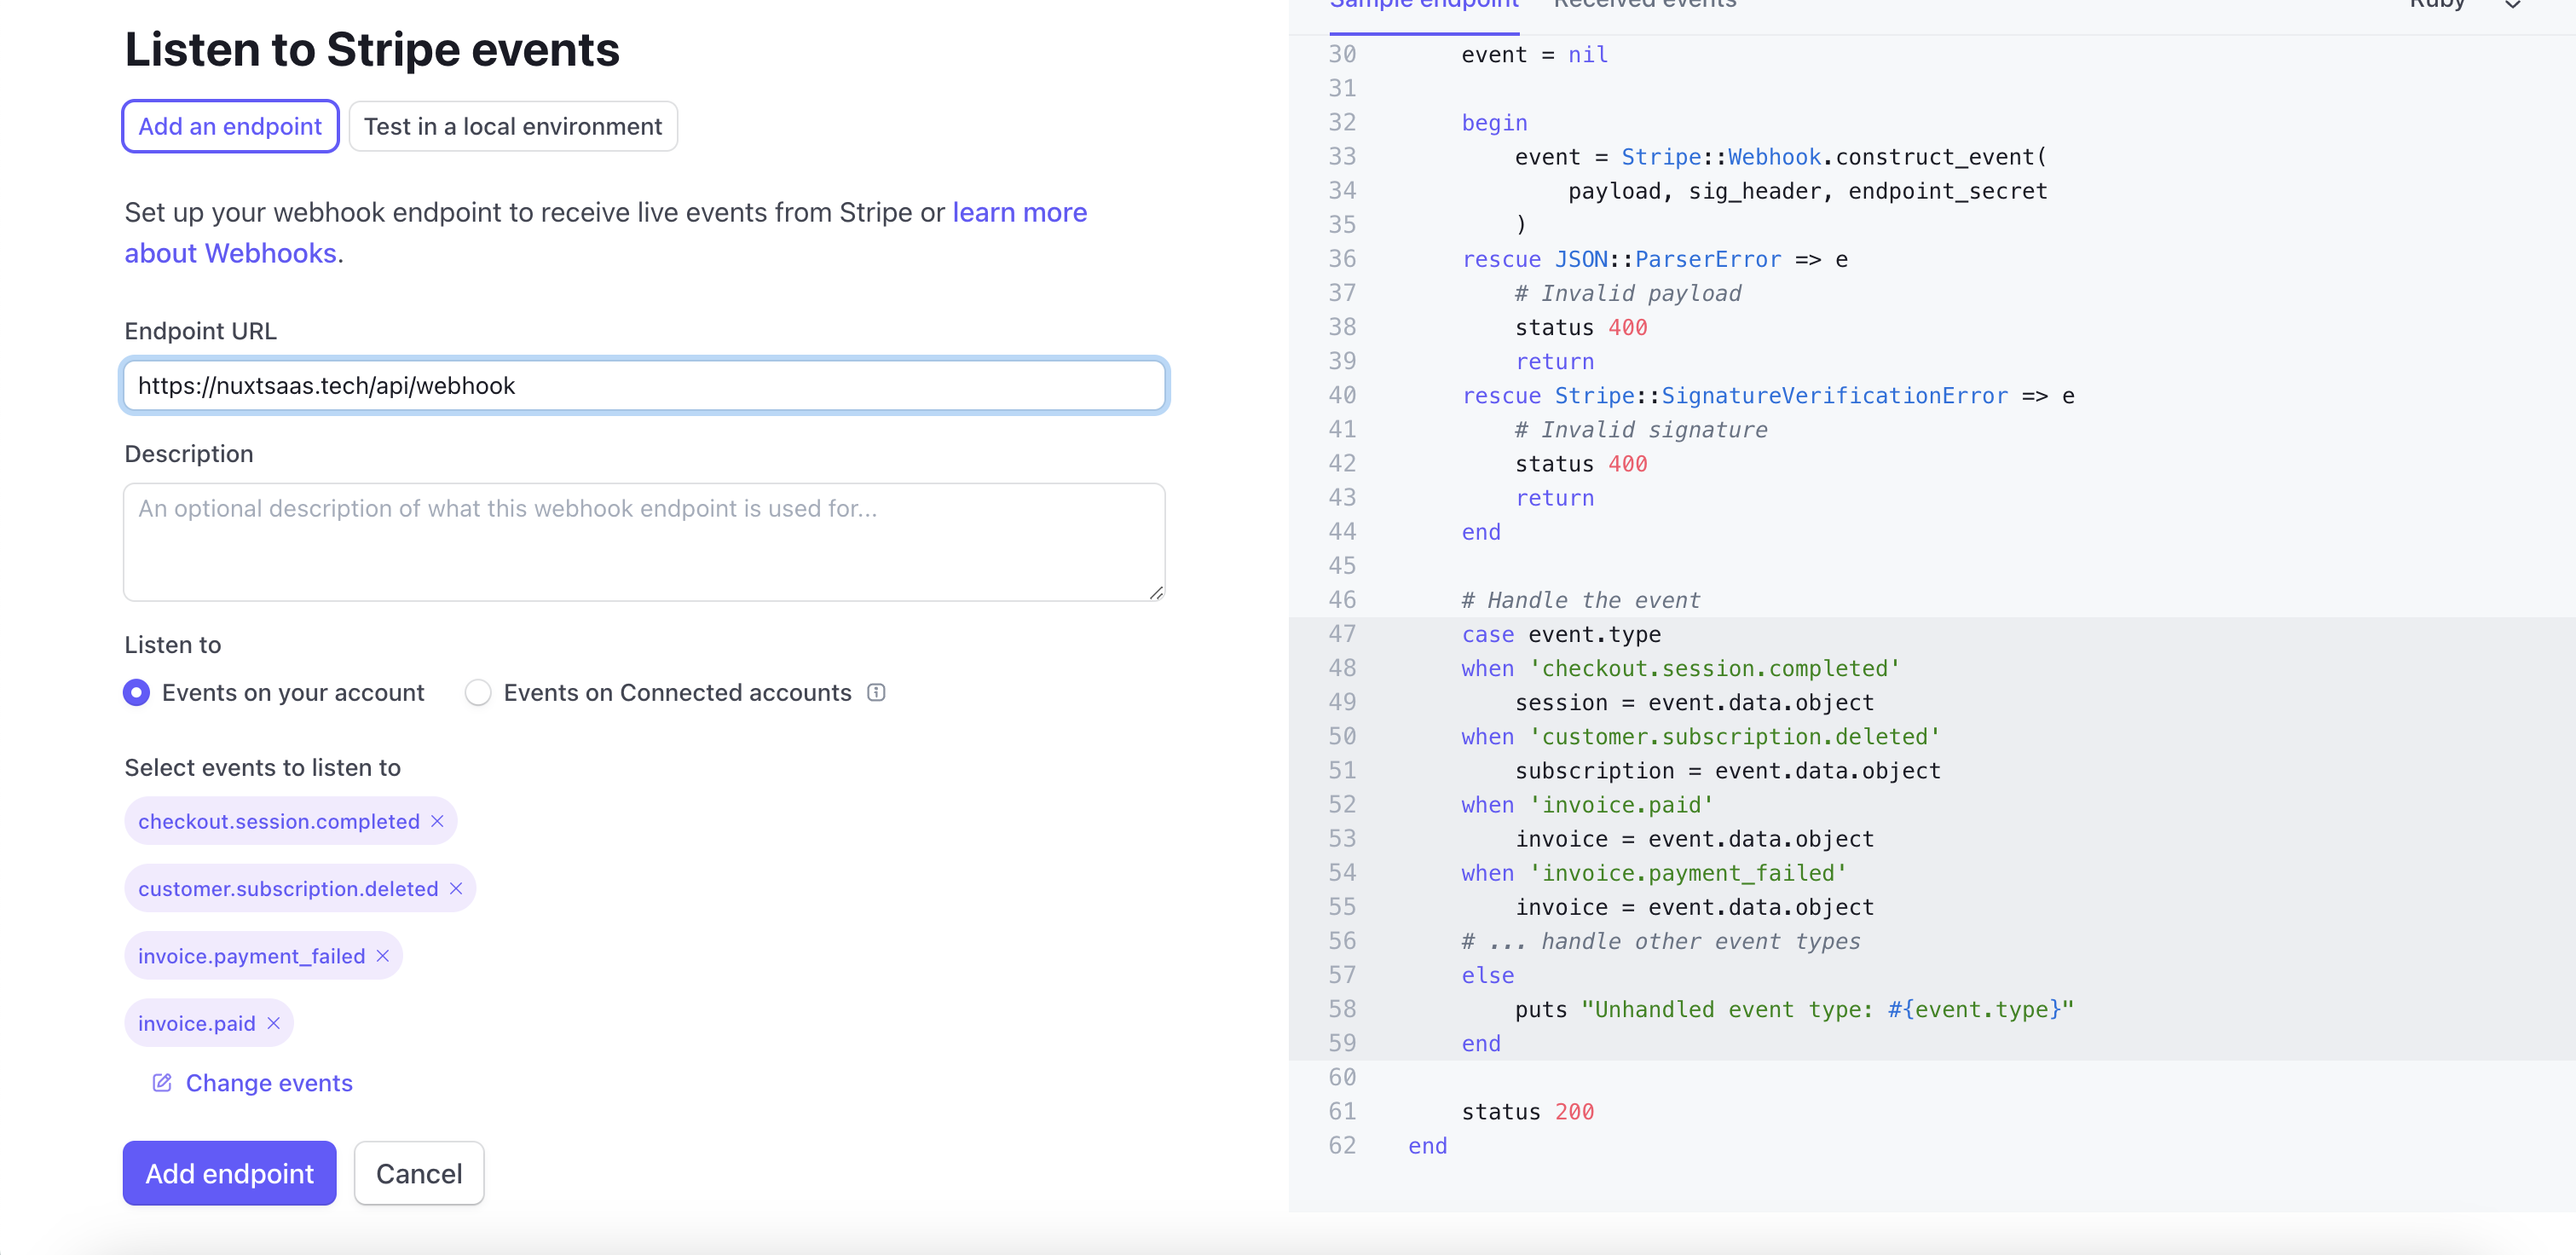 Listen to Stripe events
Add an endpoint
Test in a local environment
Set up your webhook endpoint to receive live events from Stripe or learn more
about Webhooks.
Endpoint URL
https://nuxtsaas.tech/api/webhook
Description
An optional description of what this webhook endpoint is used for...
Listen to
Events on your account
Events on Connected accounts
Select events to listen to
checkout.session.completed
customer.subscription.deleted
invoice.payment_failed
invoice.paid
Change events
Add endpoint
Cancel
Sample endpoint
Received events
Ruby
30 event = nil
31
32 begin
33 event = Stripe::Webhook.construct_event(
34 payload, sig_header, endpoint_secret
35 )
36 rescue JSON::ParserError => e
37 # Invalid payload
38 status 400
39 return
40 rescue Stripe::SignatureVerificationError => e
41 # Invalid signature
42 status 400
43 return
44 end
45
46 # Handle the event
47 case event.type
48 when 'checkout.session.completed'
49 session = event.data.object
50 when 'customer.subscription.deleted'
51 subscription = event.data.object
52 when 'invoice.paid'
53 invoice = event.data.object
54 when 'invoice.payment_failed'
55 invoice = event.data.object
56 # ... handle other event types
57 else
58 puts "Unhandled event type: #{event.type}"
59 end
60
61 status 200
62 end